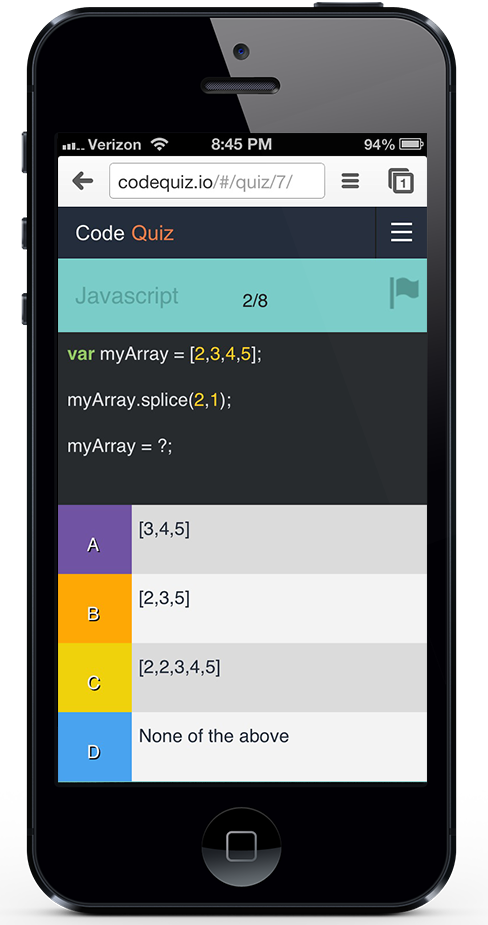 Verizon 8:45 PM 94%
codequiz.io/#/quiz/7/ 1
Code Quiz
Javascript 2/8
var myArray = [2,3,4,5];
myArray.splice(2,1);
myArray = ?;
A [3,4,5]
B [2,3,5]
C [2,2,3,4,5]
D None of the above